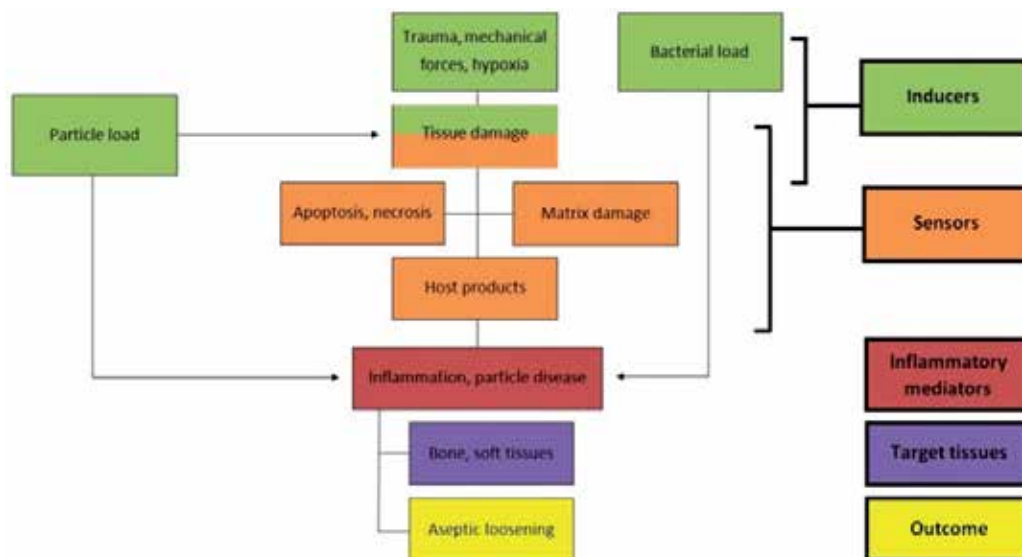 Trauma, mechanical
forces, hypoxia
Bacterial load
Inducers
Particle load
Tissue damage
Apoptosis, necrosis
Matrix damage
Sensors
Host products
Inflammation, particle disease
Inflammatory
mediators
Bone, soft tissues
Target tissues
Aseptic loosening
Outcome